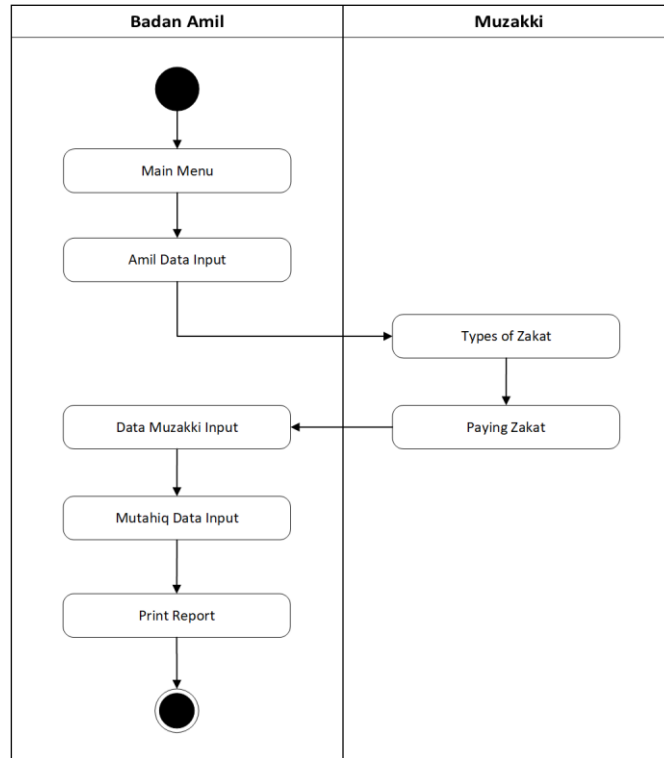 Badan Amil
Muzakki
Main Menu
Amil Data Input
Types of Zakat
Data Muzakki Input
Paying Zakat
Mutahiq Data Input
Print Report